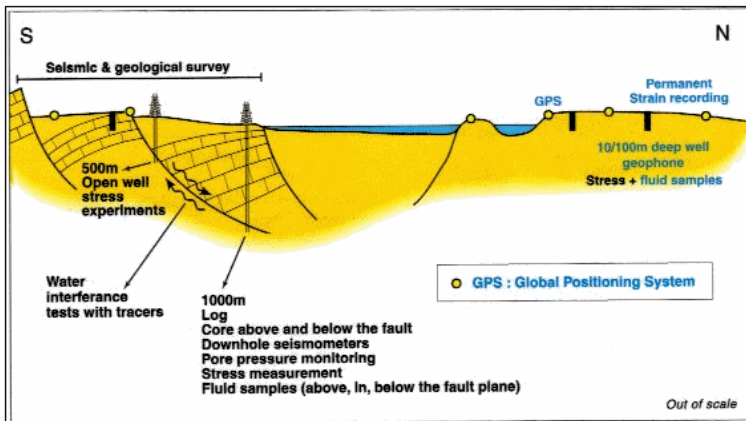 S
N
Seismic & geological survey
GPS
Permanent
Strain recording
10/100m deep well
geophone
Stress + fluid samples
500m
Open well
stress
experiments
Water
interferance
tests with tracers
1000m
Log
Core above and below the fault
Downhole seismometers
Pore pressure monitoring
Stress measurement
Fluid samples (above, In, below the fault plane)
GPS : Global Positioning System
Out of scale